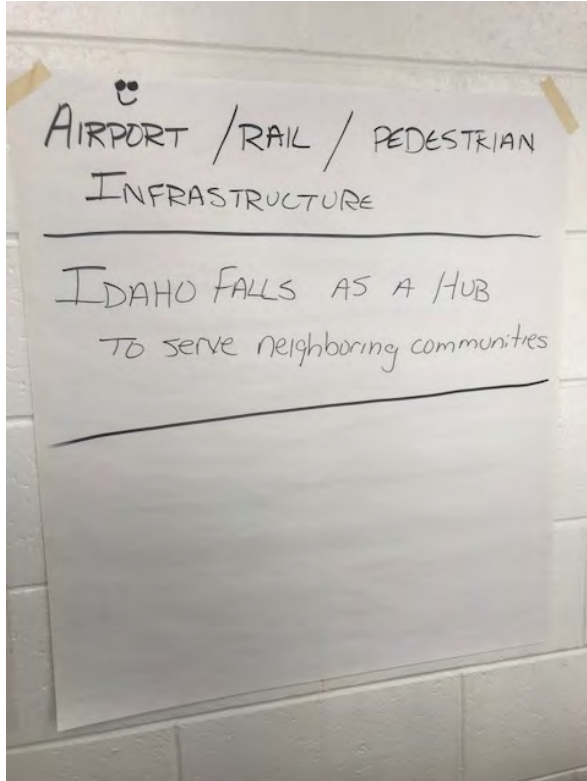 AIRPORT / RAIL / PEDESTRIAN
INFRASTRUCTURE
IDAHO FALLS AS A HUB
TO serve neighboring communities